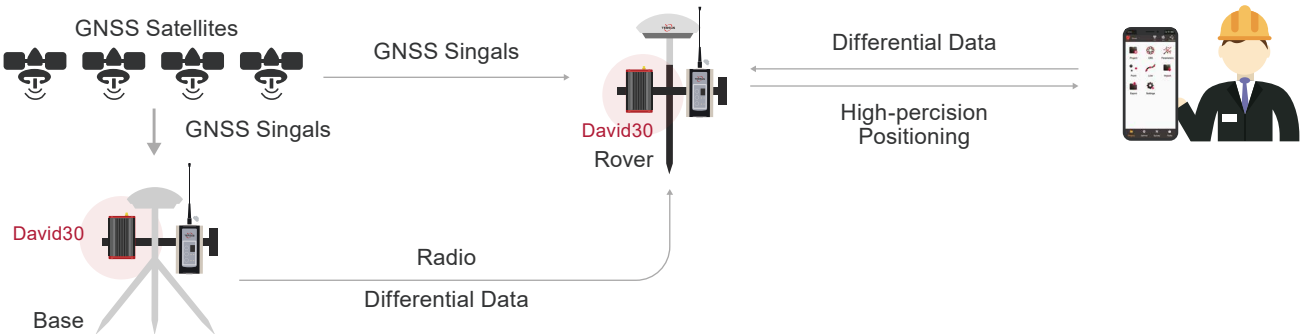 GNSS Satellites
GNSS Singals
GNSS Singals
David30
Rover
Differential Data
High-percision
Positioning
David30
Base
Radio
Differential Data